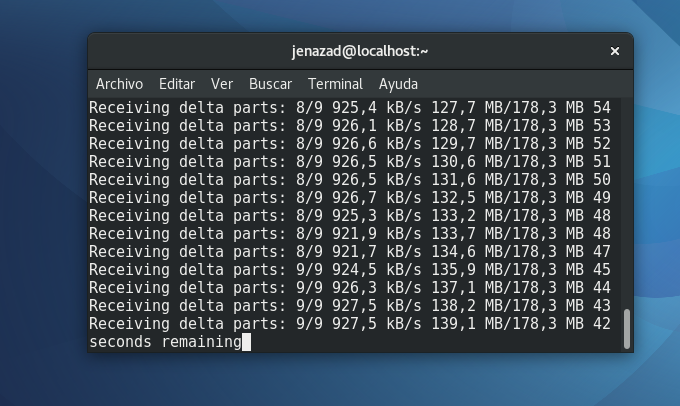 jenazad@localhost:~
Archivo Editar Ver Buscar Terminal Ayuda
Receiving delta parts: 8/9 925,4 kB/s 127,7 MB/178,3 MB 54
Receiving delta parts: 8/9 926,1 kB/s 128,7 MB/178,3 MB 53
Receiving delta parts: 8/9 926,6 kB/s 129,7 MB/178,3 MB 52
Receiving delta parts: 8/9 926,5 kB/s 130,6 MB/178,3 MB 51
Receiving delta parts: 8/9 926,5 kB/s 131,6 MB/178,3 MB 50
Receiving delta parts: 8/9 926,7 kB/s 132,5 MB/178,3 MB 49
Receiving delta parts: 8/9 925,3 kB/s 133,2 MB/178,3 MB 48
Receiving delta parts: 8/9 921,9 kB/s 133,7 MB/178,3 MB 48
Receiving delta parts: 8/9 921,7 kB/s 134,6 MB/178,3 MB 47
Receiving delta parts: 9/9 924,5 kB/s 135,9 MB/178,3 MB 45
Receiving delta parts: 9/9 926,3 kB/s 137,1 MB/178,3 MB 44
Receiving delta parts: 9/9 927,5 kB/s 138,2 MB/178,3 MB 43
Receiving delta parts: 9/9 927,5 kB/s 139,1 MB/178,3 MB 42
seconds remaining